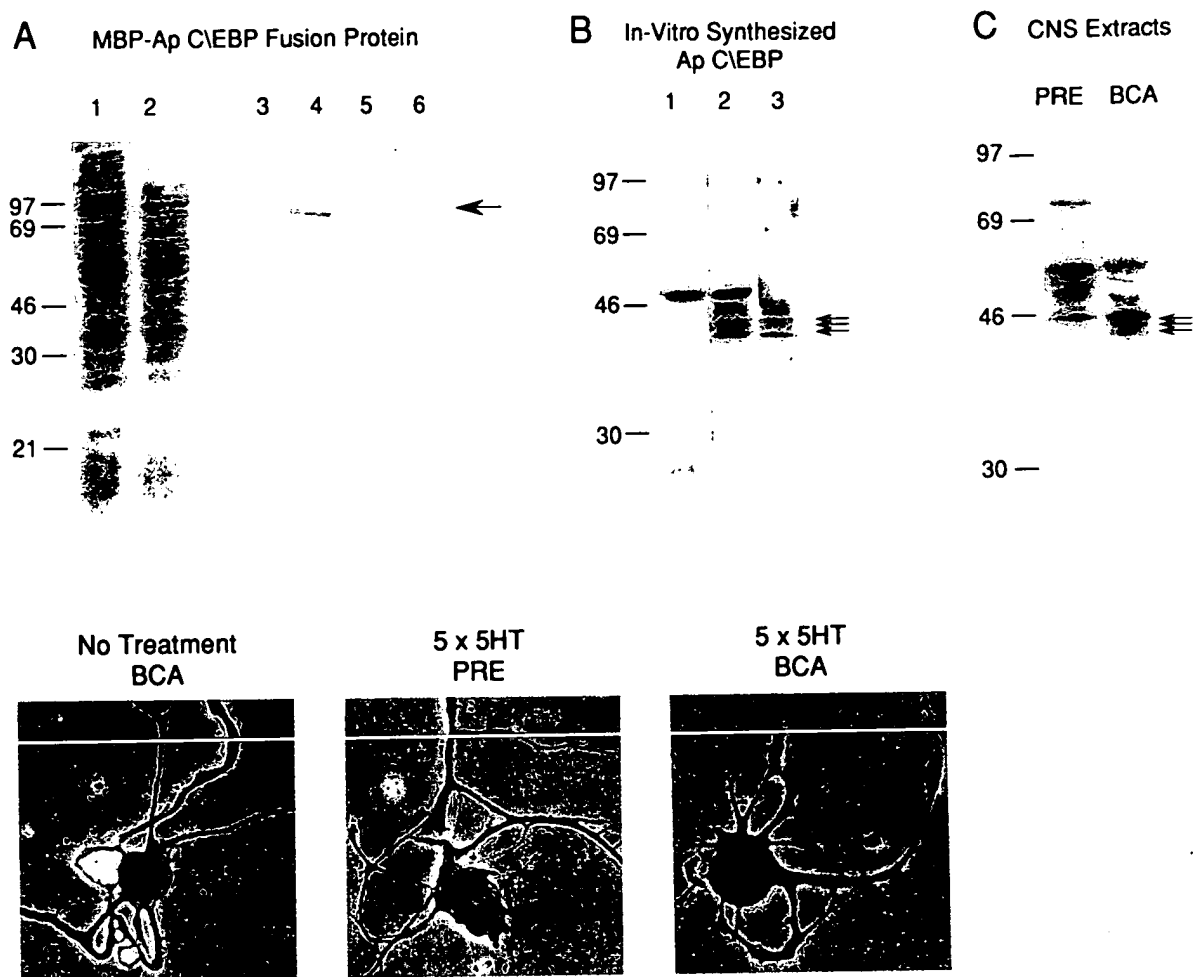 A MBP-Ap C\EBP Fusion Protein
1 2 3 4 5 6
97
69
46
30
21
B In-Vitro Synthesized
Ap C\EBP
1 2 3
97
69
46
30
C CNS Extracts
PRE BCA
97
69
46
30
No Treatment
BCA
5 x 5HT
PRE
5 x 5HT
BCA